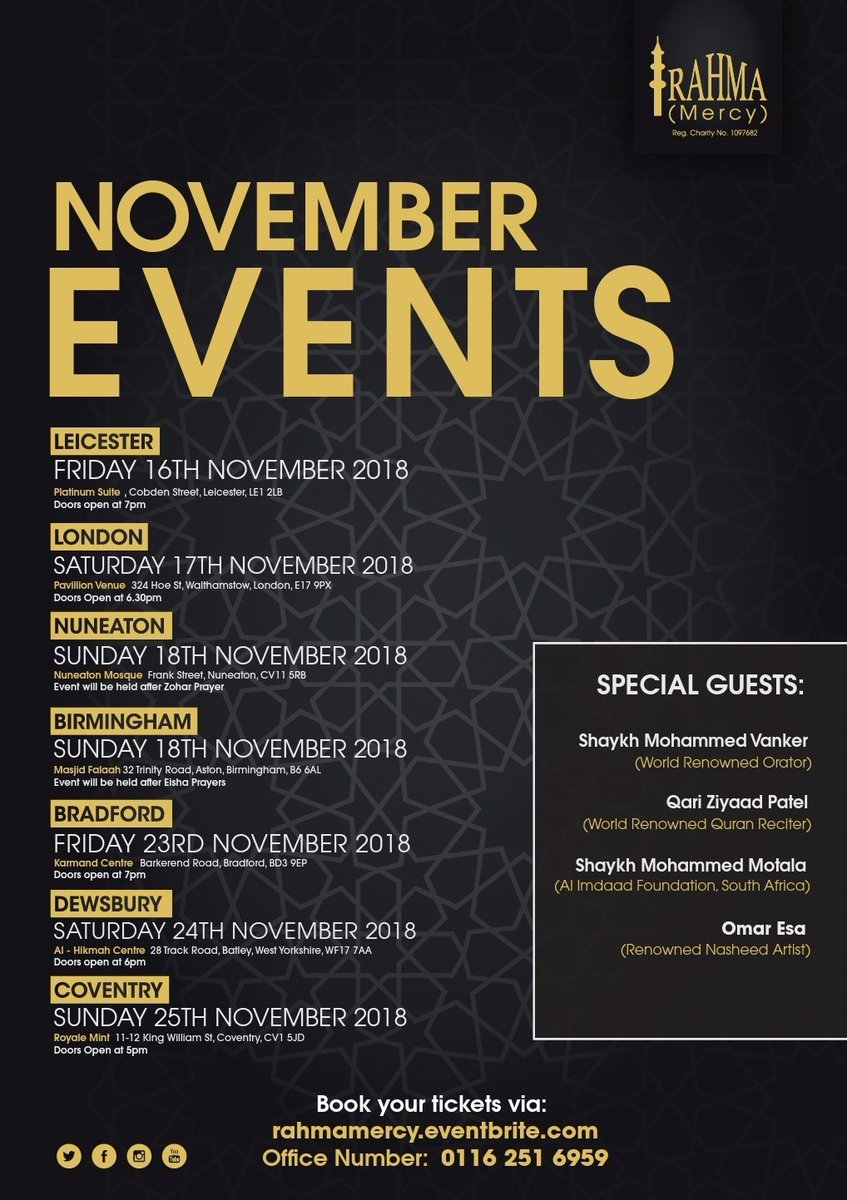 RAHMA
(Mercy)
Reg. Charity No. 1097682
NOVEMBER
EVENTS
LEICESTER
FRIDAY 16TH NOVEMBER 2018
Platinum Suite , Cobden Street, Leicester, LE1 2LB
Doors open at 7pm
LONDON
SATURDAY 17TH NOVEMBER 2018
Pavillion Venue 324 Hoe St, Walthamstow, London, E17 9PX
Doors Open at 6.30pm
NUNEATON
SUNDAY 18TH NOVEMBER 2018
Nuneaton Mosque Frank Street, Nuneaton, CV11 5RB
Event will be held after Zohar Prayer
BIRMINGHAM
SUNDAY 18TH NOVEMBER 2018
Masjid Falaah 32 Trinity Road, Aston, Birmingham, B6 6AL
Event will be held after Eisha Prayers
BRADFORD
FRIDAY 23RD NOVEMBER 2018
Karmand Centre Barkerend Road, Bradford, BD3 9EP
Doors open at 7pm
DEWSBURY
SATURDAY 24TH NOVEMBER 2018
Al - Hikmah Centre 28 Track Road, Batley, West Yorkshire, WF17 7AA
Doors open at 6pm
COVENTRY
SUNDAY 25TH NOVEMBER 2018
Royale Mint 11-12 King William St, Coventry, CV1 5JD
Doors Open at 5pm
SPECIAL GUESTS:
Shaykh Mohammed Vanker
(World Renowned Orator)
Qari Ziyaad Patel
(World Renowned Quran Reciter)
Shaykh Mohammed Motala
(Al Imdaad Foundation, South Africa)
Omar Esa
(Renowned Nasheed Artist)
Book your tickets via:
rahmamercy.eventbrite.com
Office Number: 0116 251 6959
You
Tube